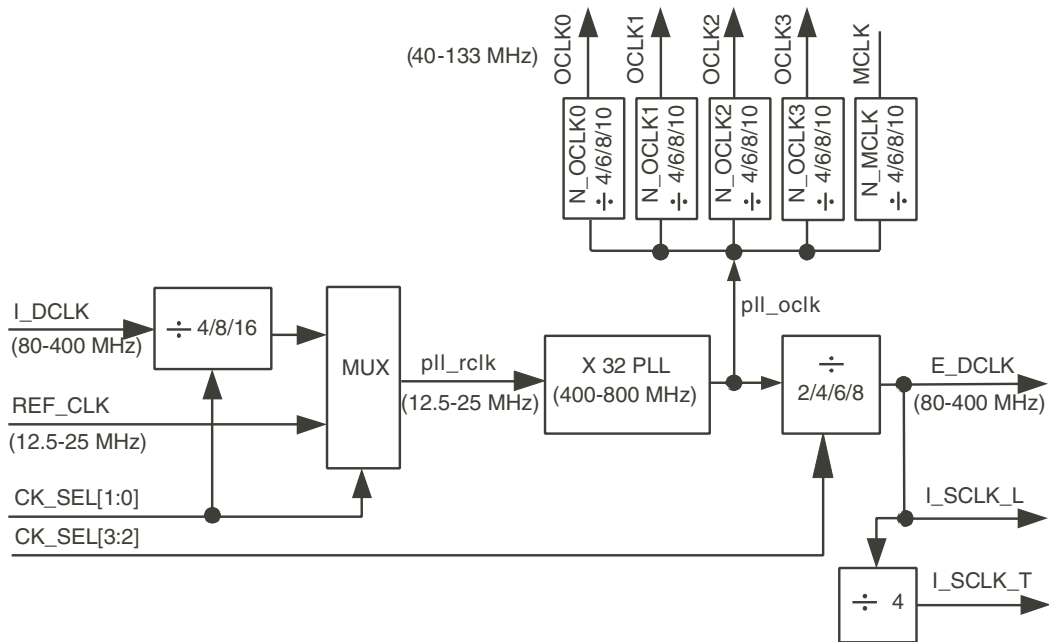 (40-133 MHz)
OCLK0
OCLK1
OCLK2
OCLK3
MCLK
N_OCLK0
÷ 4/6/8/10
N_OCLK1
÷ 4/6/8/10
N_OCLK2
÷ 4/6/8/10
N_OCLK3
÷ 4/6/8/10
N_MCLK
÷ 4/6/8/10
pll_oclk
I_DCLK
(80-400 MHz)
÷ 4/8/16
MUX
pll_rclk
(12.5-25 MHz)
X 32 PLL
(400-800 MHz)
÷
2/4/6/8
E_DCLK
(80-400 MHz)
REF_CLK
(12.5-25 MHz)
CK_SEL[1:0]
CK_SEL[3:2]
I_SCLK_L
÷ 4
I_SCLK_T